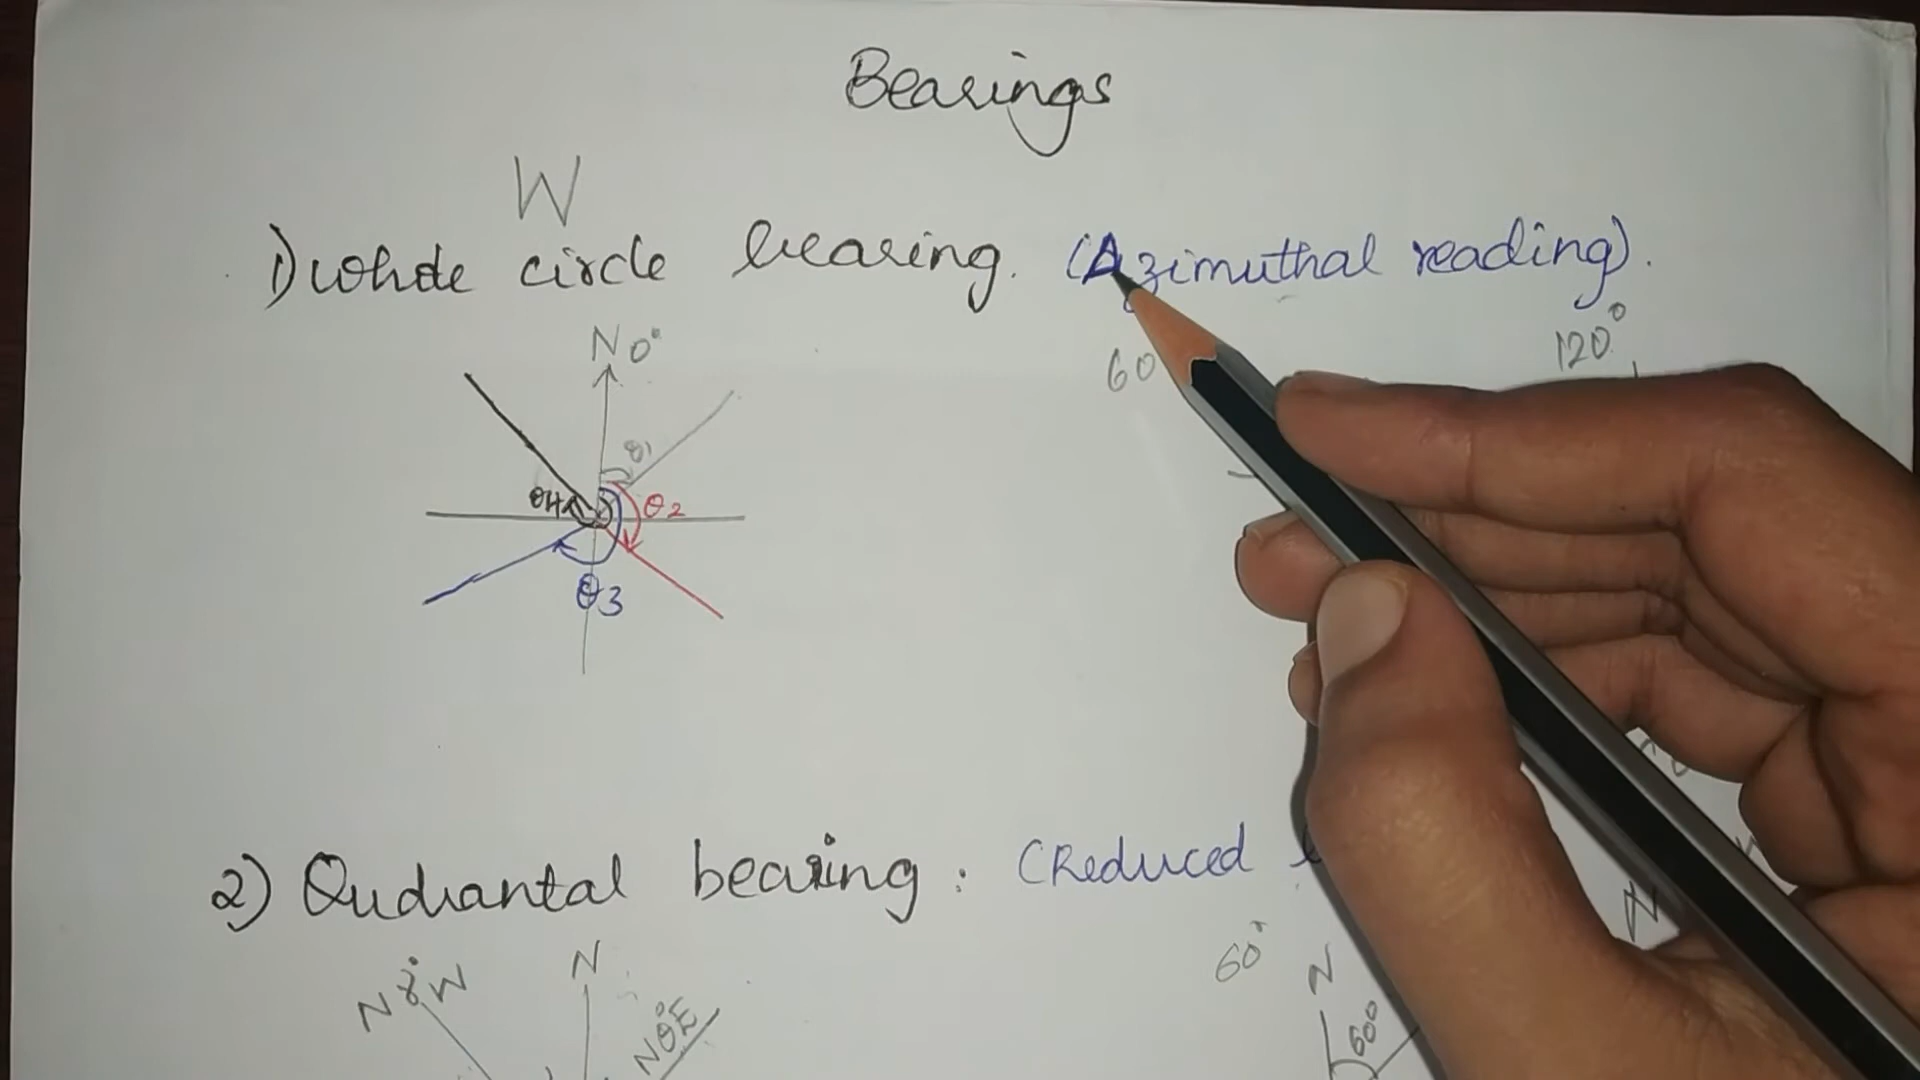 Bearings
W
1) Whole circle bearing. (Azimuthal reading).
N 0°
60
120°
θ1
θ4
θ2
θ3
2) Qudrantal bearing : (Reduced
60°
N
N
N
N
NθE
60°